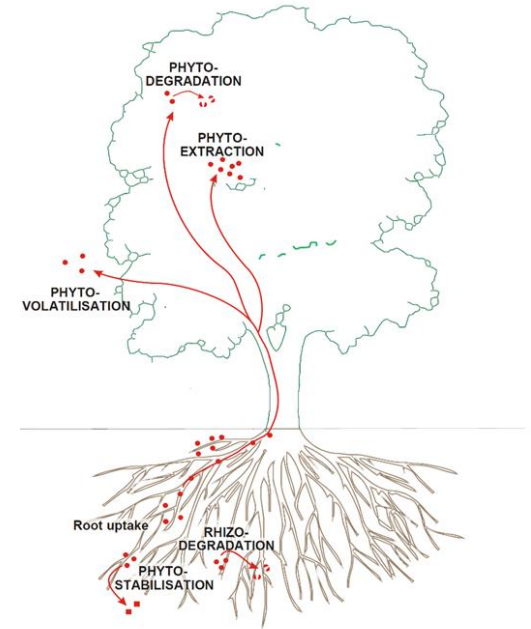 PHYTO-
DEGRADATION
PHYTO-
EXTRACTION
PHYTO-
VOLATILISATION
Root uptake
RHIZO-
DEGRADATION
PHYTO-
STABILISATION